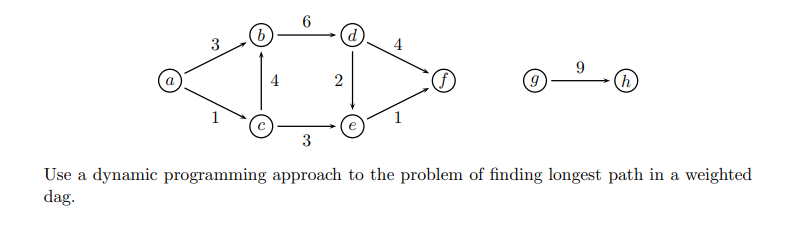 6
3 b d 4
a 4 2 f g 9 h
1 c e 1
3
Use a dynamic programming approach to the problem of finding longest path in a weighted
dag.